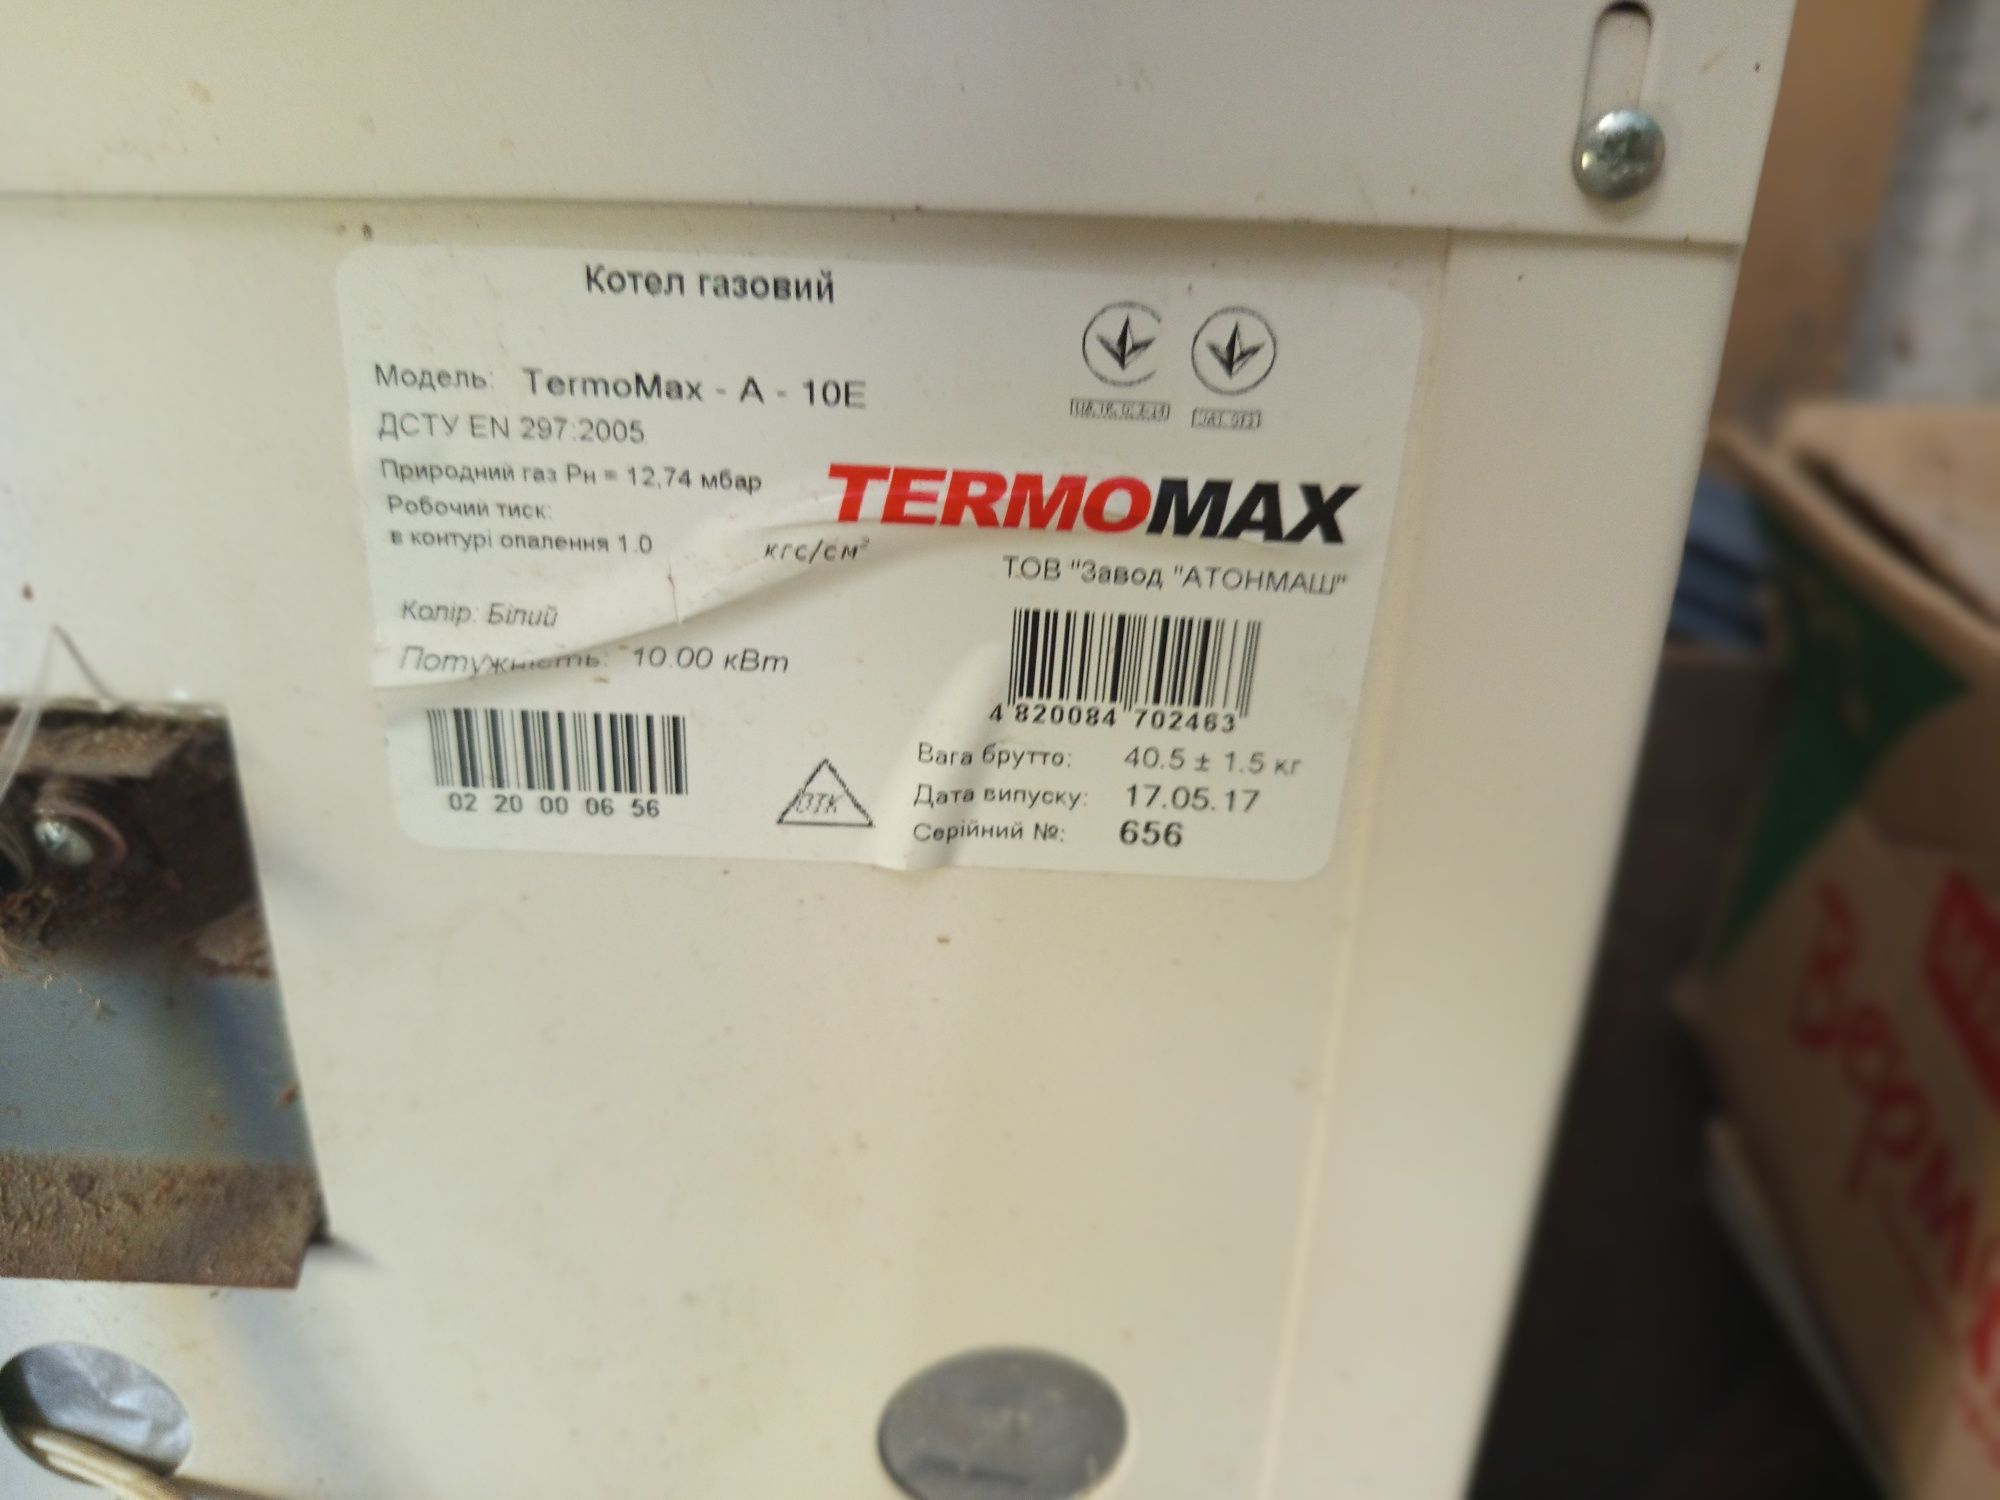 Котел газовий
Модель: TermoMax - A - 10E
ДСТУ EN 297:2005
Природний газ Рн = 12,74 мбар
Робочий тиск:
в контурі опалення 1.0 кгс/см²
Колір: Білий
Потужність: 10.00 кВт
02 20 00 06 56
ОТК
TERMOMAX
ТОВ "Завод "АТОНМАШ"
4 820084 702463
Вага брутто: 40.5 ± 1.5 кг
Дата випуску: 17.05.17
Серійний №: 656